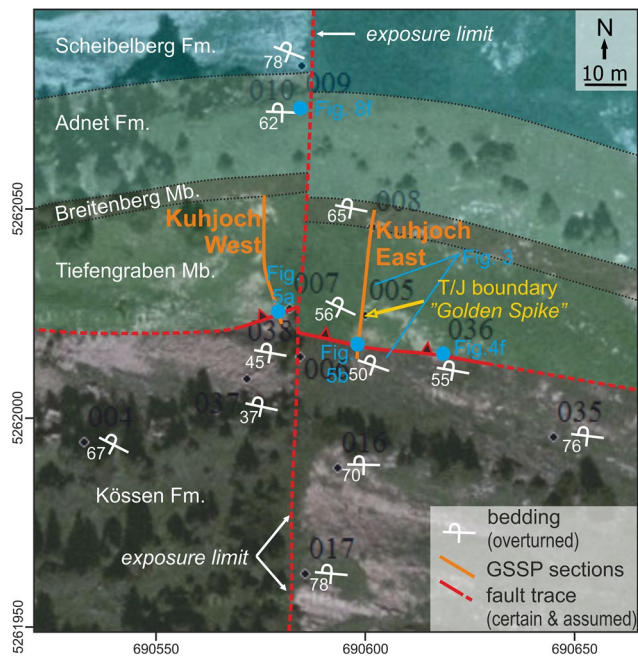 Scheibelberg Fm.
78
exposure limit
N
10 m
010
009
62
Fig. 8f
Adnet Fm.
5262050
Breitenberg Mb.
65
008
Kuhjoch
West
Kuhjoch
East
Tiefengraben Mb.
Fig
5a
007
Fig. 3
T/J boundary
"Golden Spike"
56
005
038
45
Fig
5b
50
036
Fig.4f
55
5262000
037
37
004
67
016
70
035
76
Kössen Fm.
exposure limit
017
78
bedding
(overturned)
GSSP sections
fault trace
(certain & assumed)
5261950
690550
690600
690650